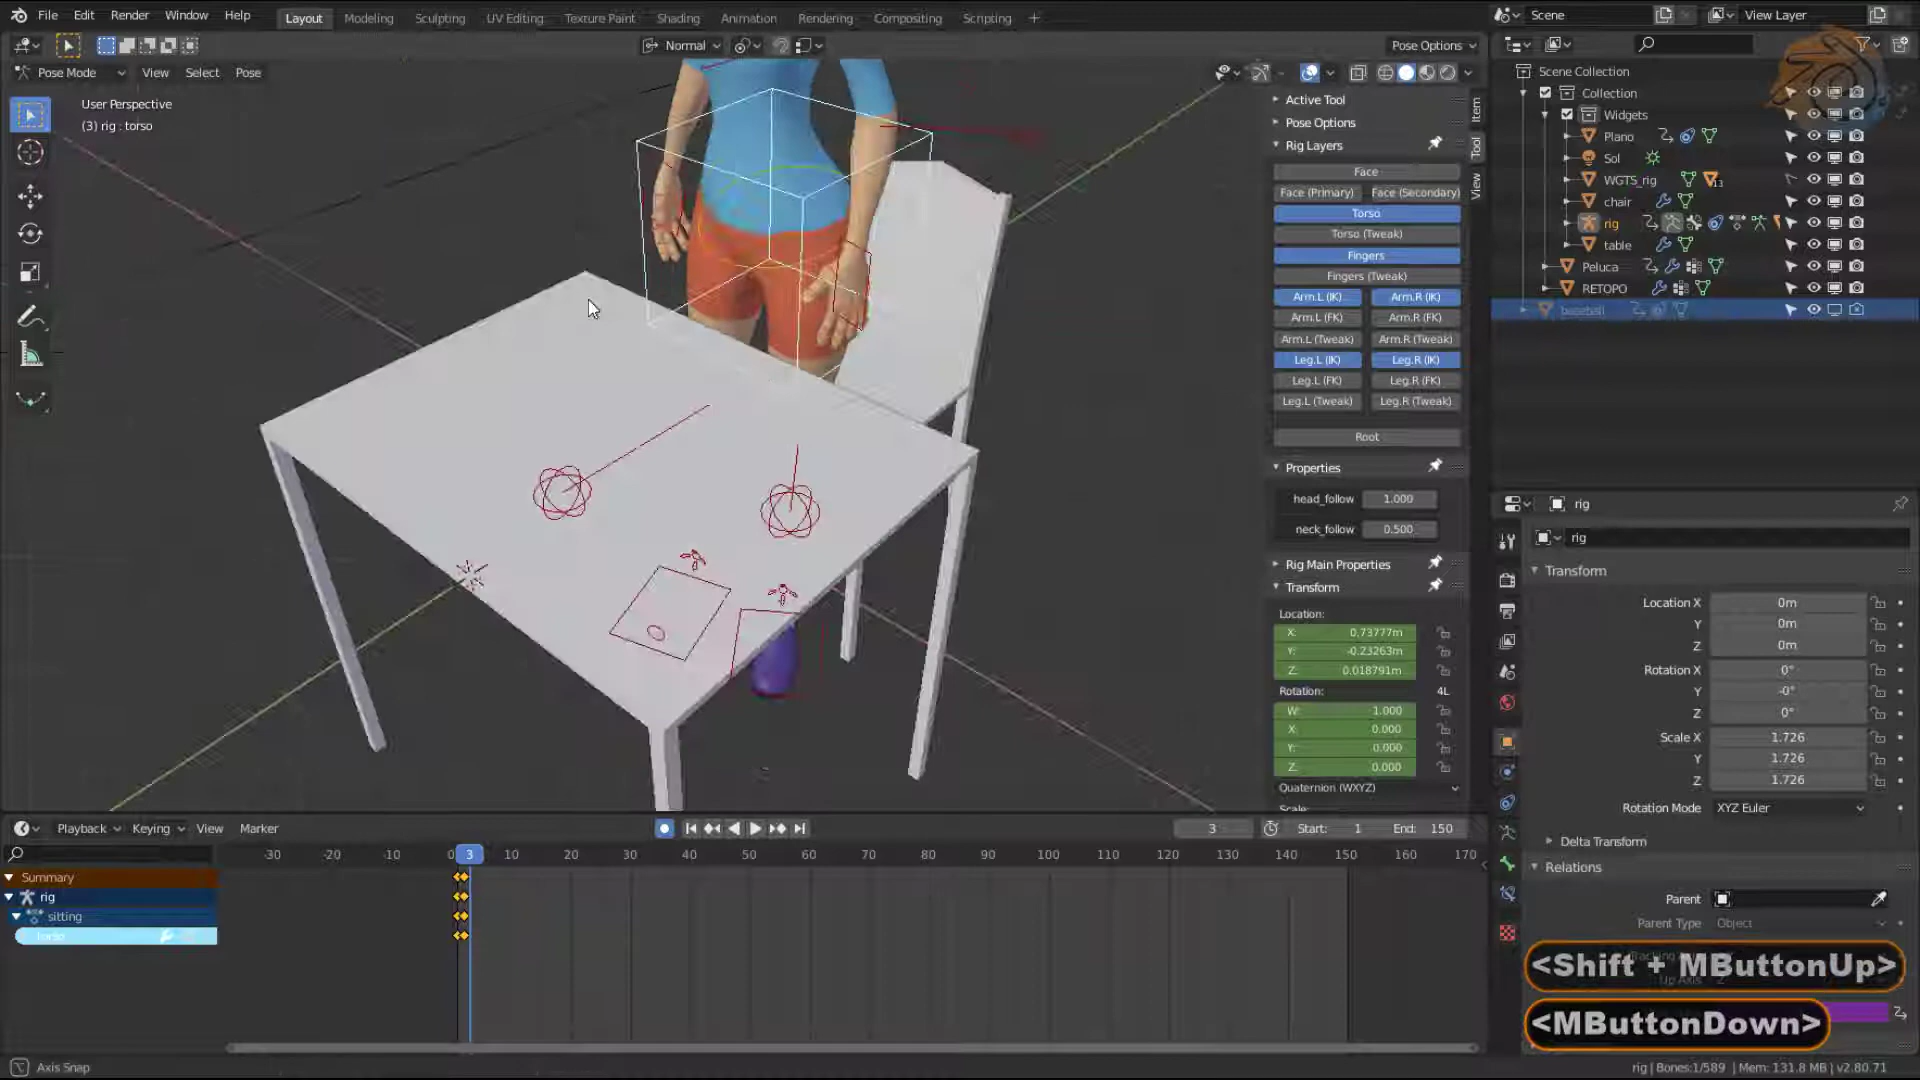 File Edit Render Window Help
Layout Modeling Sculpting UV Editing Texture Paint Shading Animation Rendering Compositing Scripting +
Scene
View Layer
Normal
Pose Options
Pose Mode View Select Pose
User Perspective
(3) rig : torso
Item
Tool
View
Active Tool
Pose Options
Rig Layers
Face
Face (Primary) Face (Secondary)
Torso
Torso (Tweak)
Fingers
Fingers (Tweak)
Arm.L (IK) Arm.R (IK)
Arm.L (FK) Arm.R (FK)
Arm.L (Tweak) Arm.R (Tweak)
Leg.L (IK) Leg.R (IK)
Leg.L (FK) Leg.R (FK)
Leg.L (Tweak) Leg.R (Tweak)
Root
Properties
head_follow 1.000
neck_follow 0.500
Rig Main Properties
Transform
Location:
X: 0.73777m
Y: -0.23263m
Z: 0.018791m
Rotation: 4L
W: 1.000
X: 0.000
Y: 0.000
Z: 0.000
Quaternion (WXYZ)
Scale:
Scene Collection
Collection
Widgets
Plano
Sol
WGTS_rig 13
chair
rig
table
Peluca
RETOPO
rig
rig
Transform
Location X 0m
Y 0m
Z 0m
Rotation X 0°
Y -0°
Z 0°
Scale X 1.726
Y 1.726
Z 1.726
Rotation Mode XYZ Euler
Delta Transform
Relations
Parent
Parent Type Object
Up Axis Z
<Shift + MButtonUp>
<MButtonDown>
Playback Keying View Marker
3 Start: 1 End: 150
-30 -20 -10 0 3 10 20 30 40 50 60 70 80 90 100 110 120 130 140 150 160 170
Summary
rig
sitting
torso
Axis Snap
rig | Bones:1/589 | Mem: 131.8 MB | v2.80.71